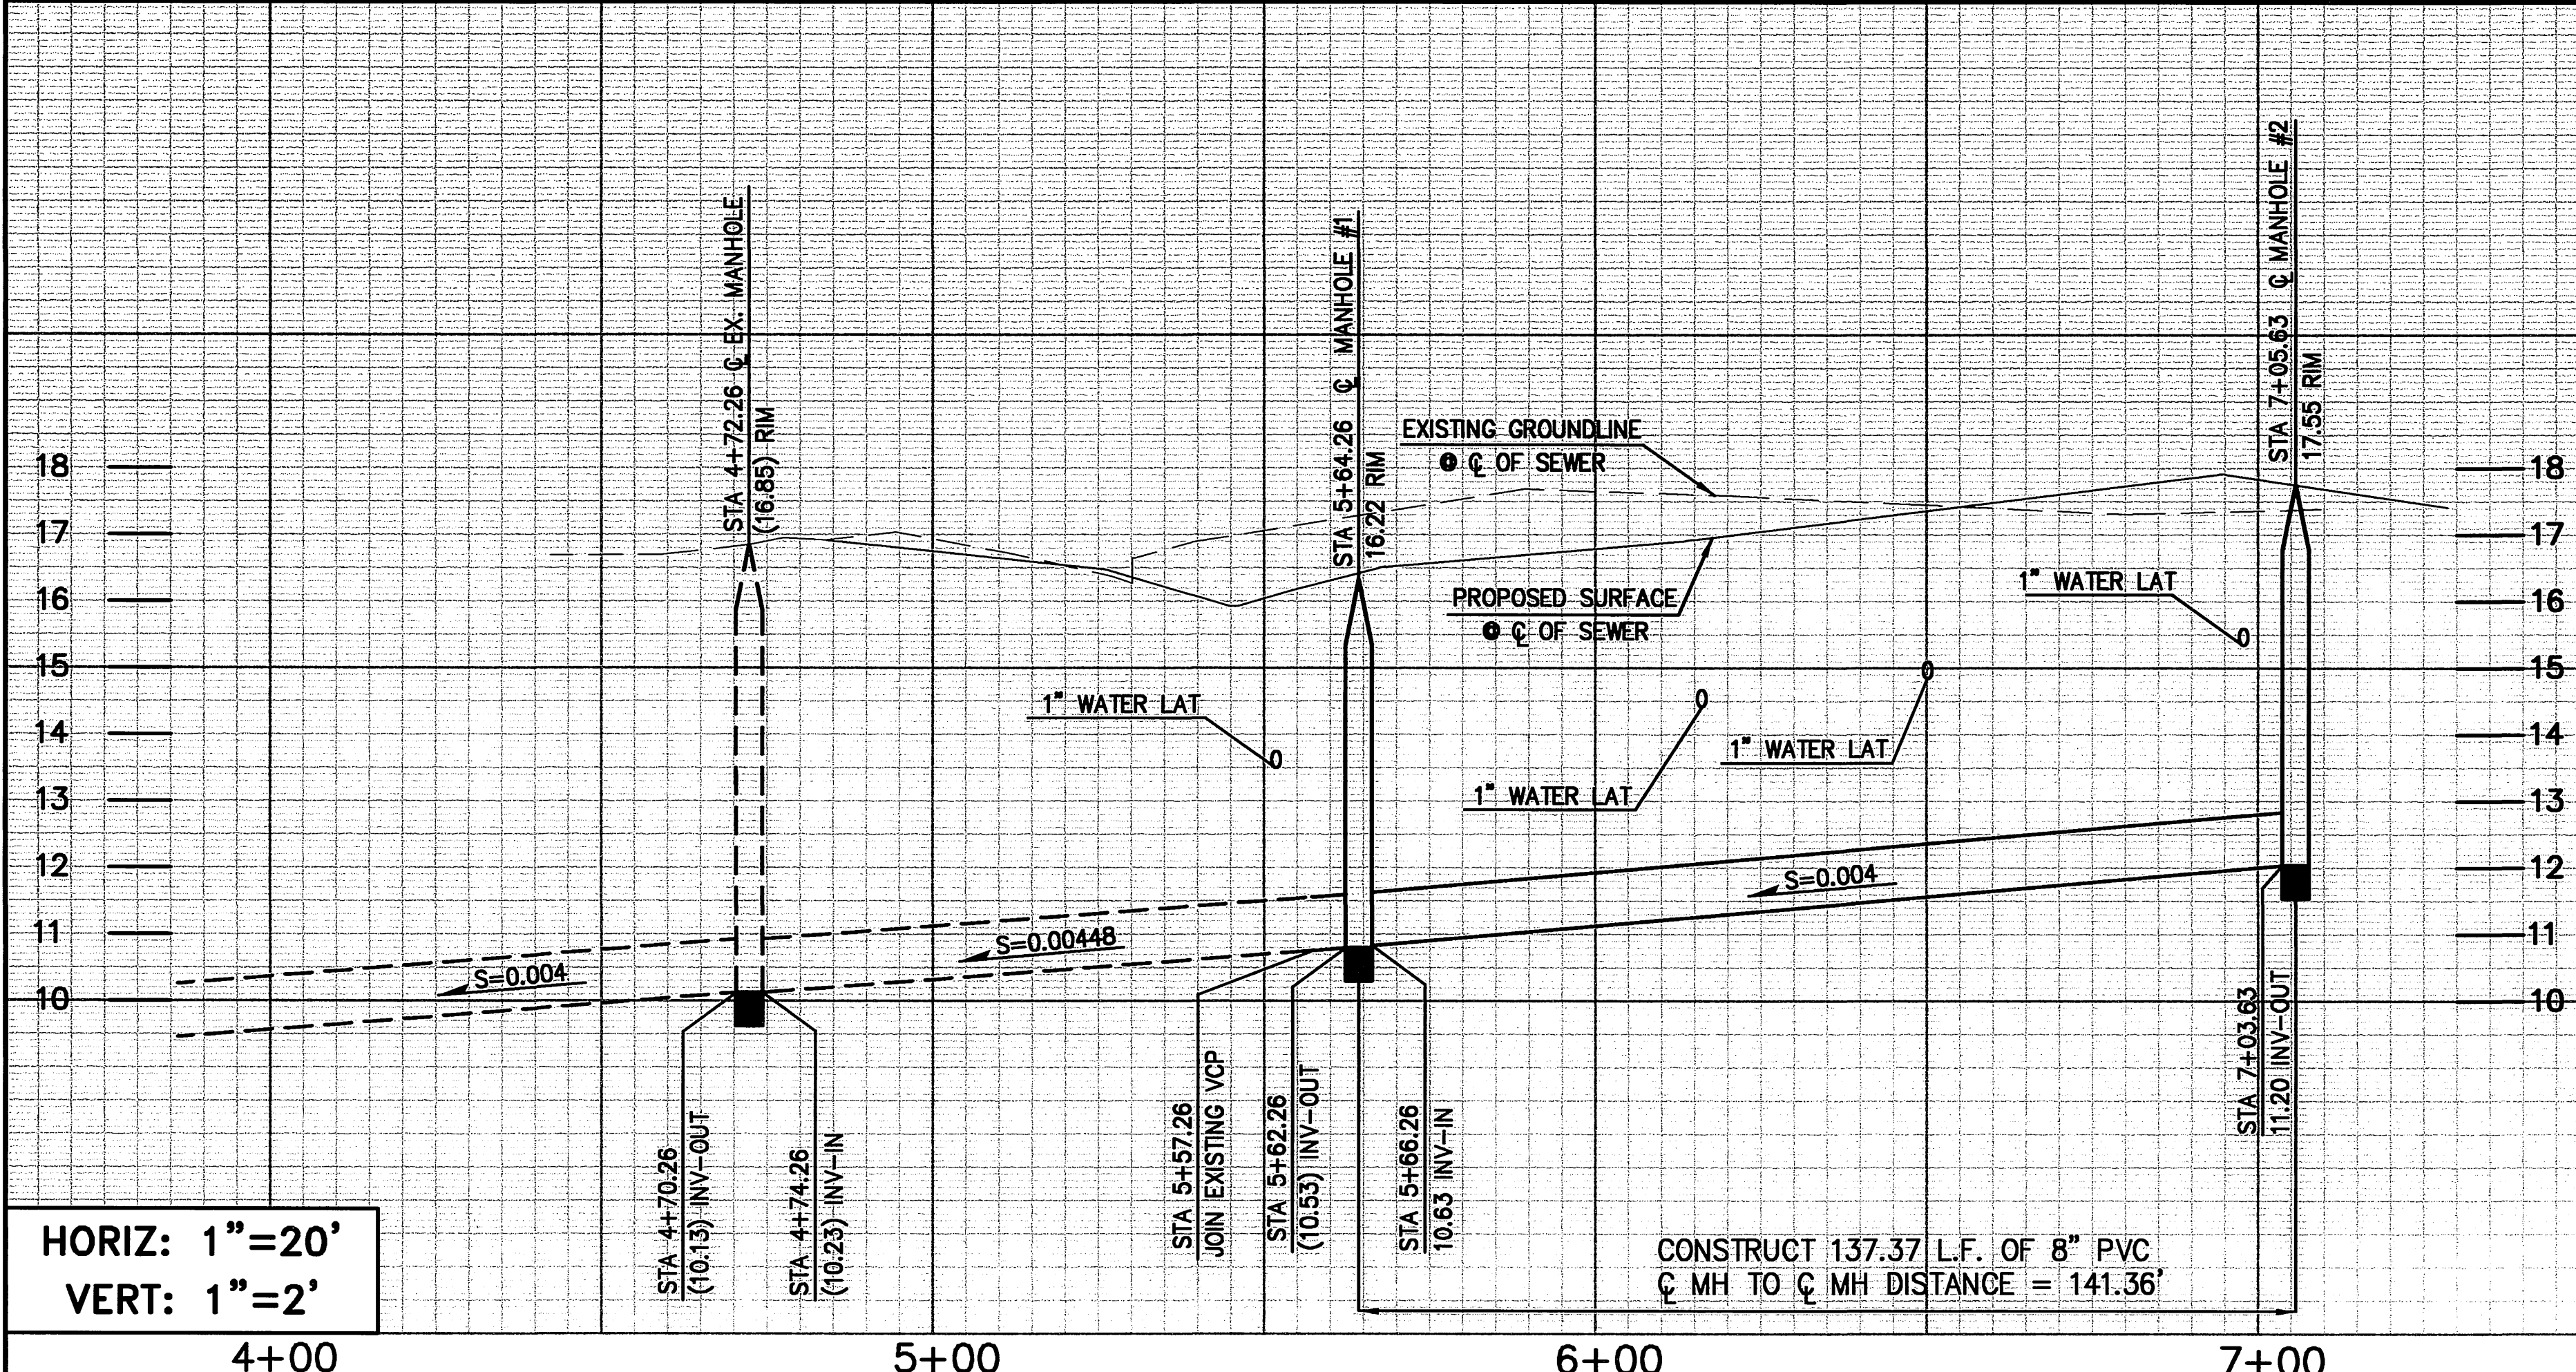 STA 4+72.26 ℄ EX. MANHOLE
(16.85) RIM
STA 5+64.26 ℄ MANHOLE #1
16.22 RIM
STA 7+05.63 ℄ MANHOLE #2
17.55 RIM
EXISTING GROUNDLINE
@ ℄ OF SEWER
PROPOSED SURFACE
@ ℄ OF SEWER
1" WATER LAT
1" WATER LAT
1" WATER LAT
1" WATER LAT
18
17
16
15
14
13
12
11
10
18
17
16
15
14
13
12
11
10
S=0.004
S=0.00448
S=0.004
STA 4+70.26
(10.13) INV-OUT
STA 4+74.26
(10.23) INV-IN
STA 5+57.26
JOIN EXISTING VCP
STA 5+62.26
(10.53) INV-OUT
STA 5+66.26
10.63 INV-IN
STA 7+03.63
11.20 INV-OUT
CONSTRUCT 137.37 L.F. OF 8" PVC
℄ MH TO ℄ MH DISTANCE = 141.36'
HORIZ: 1"=20'
VERT: 1"=2'
4+00
5+00
6+00
7+00